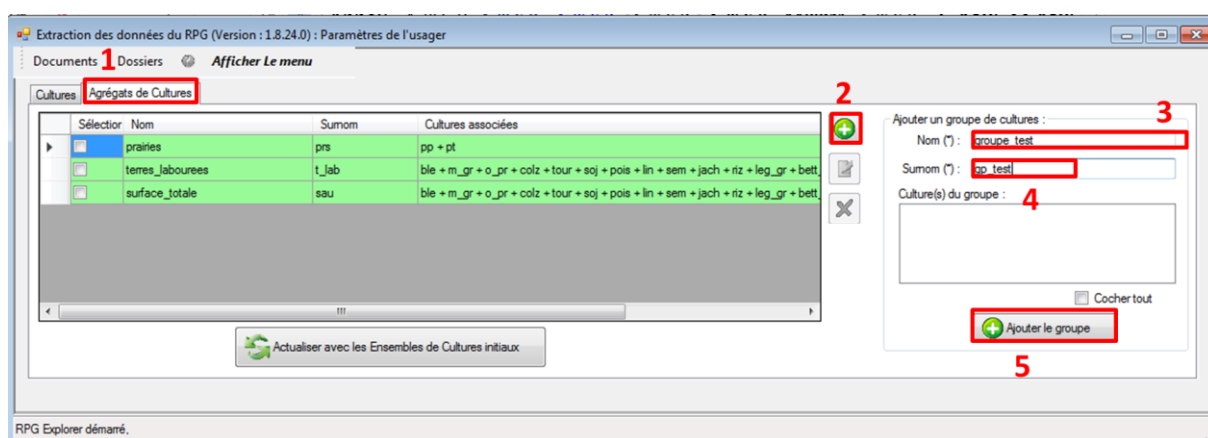 Extraction des données du RPG (Version : 1.8.24.0) : Paramètres de l'usager
Documents 1 Dossiers Afficher Le menu
Cultures Agrégats de Cultures
2
Sélection Nom Surnom Cultures associées
prairies prs pp + pt
terres_labourees t_lab ble + m_gr + o_pr + colz + tour + soj + pois + lin + sem + jach + riz + leg_gr + bett_
surface_totale sau ble + m_gr + o_pr + colz + tour + soj + pois + lin + sem + jach + riz + leg_gr + bett_
Actualiser avec les Ensembles de Cultures initiaux
Ajouter un groupe de cultures : 3
Nom (*) : groupe_test
Surnom (*) : gp_test
Culture(s) du groupe : 4
Cocher tout
Ajouter le groupe
5
RPG Explorer démarré.